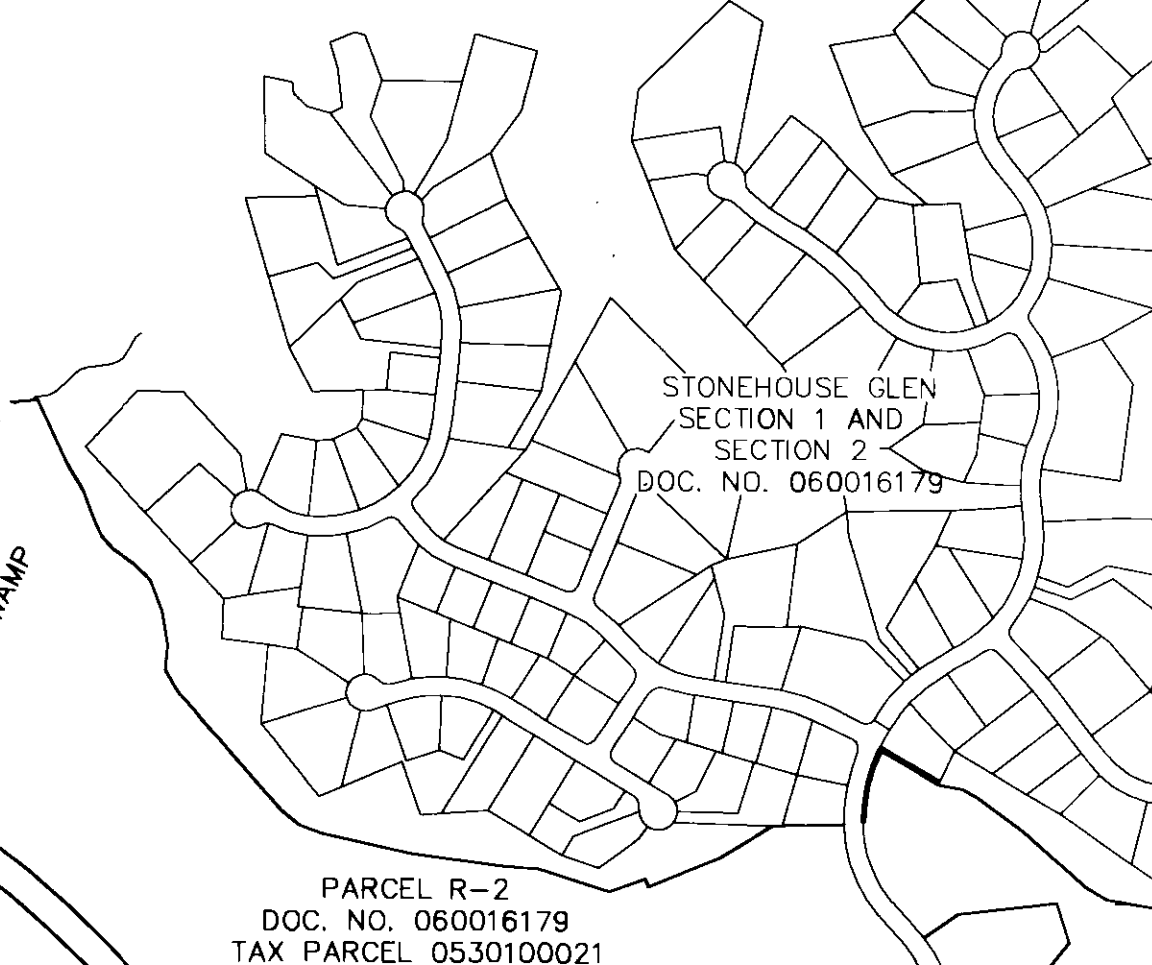 STONEHOUSE GLEN
SECTION 1 AND
SECTION 2
DOC. NO. 060016179
PARCEL R-2
DOC. NO. 060016179
TAX PARCEL 0530100021